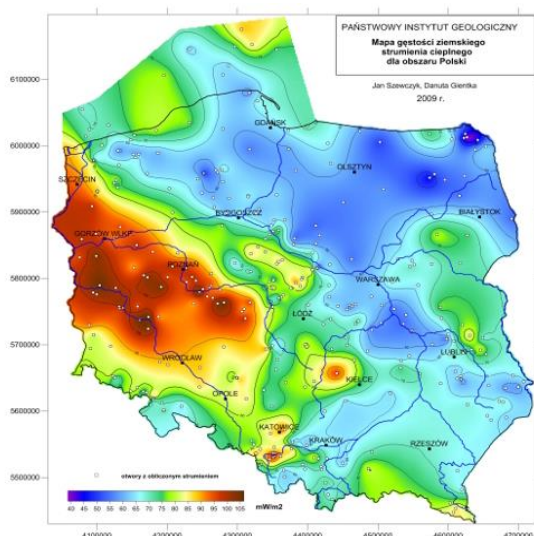 PAŃSTWOWY INSTYTUT GEOLOGICZNY
Mapa gęstości ziemskiego
strumienia cieplnego
dla obszaru Polski
Jan Szewczyk, Danuta Gientka
2009 r.
6100000
GDAŃSK
6000000
OLSZTYN
SZCZECIN
5900000
BYDGOSZCZ
BIAŁYSTOK
GORZÓW WLKP
5800000
POZNAŃ
WARSZAWA
ŁÓDŹ
5700000
WROCŁAW
LUBLIN
KIELCE
OPOLE
5600000
KATOWICE
KRAKÓW
RZESZÓW
5500000
otwory z obliczonym strumieniem
40 45 50 55 60 65 70 75 80 85 90 95 100 105
mW/m2
4100000 4200000 4300000 4400000 4500000 4600000 4700000